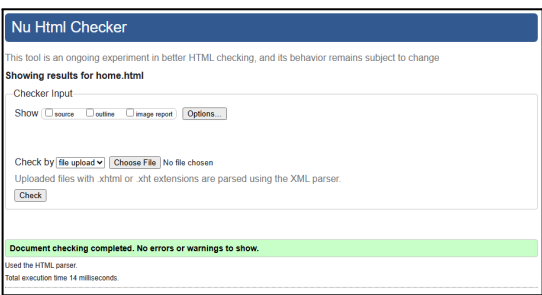 Nu Html Checker
This tool is an ongoing experiment in better HTML checking, and its behavior remains subject to change
Showing results for home.html
Checker Input
Show source outline image report Options...
Check by file upload Choose File No file chosen
Uploaded files with .xhtml or .xht extensions are parsed using the XML parser.
Check
Document checking completed. No errors or warnings to show.
Used the HTML parser.
Total execution time 14 milliseconds.